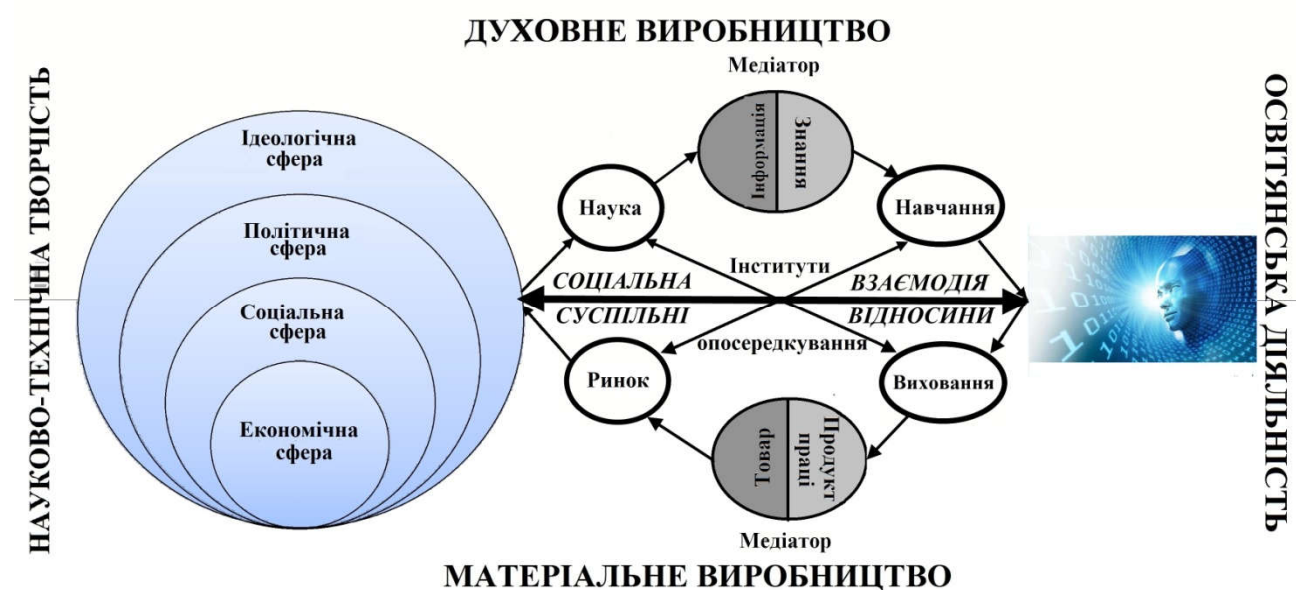 ДУХОВНЕ ВИРОБНИЦТВО
Медіатор
НАУКОВО-ТЕХНІЧНА ТВОРЧІСТЬ
Ідеологічна
сфера
Політична
сфера
Соціальна
сфера
Економічна
сфера
Наука
Інформація
Знання
Навчання
Інститути
СОЦІАЛЬНА ВЗАЄМОДІЯ
СУСПІЛЬНІ ВІДНОСИНИ
опосередкування
Ринок
Виховання
Товар
Продукт
праці
Медіатор
МАТЕРІАЛЬНЕ ВИРОБНИЦТВО
ОСВІТЯНСЬКА ДІЯЛЬНІСТЬ